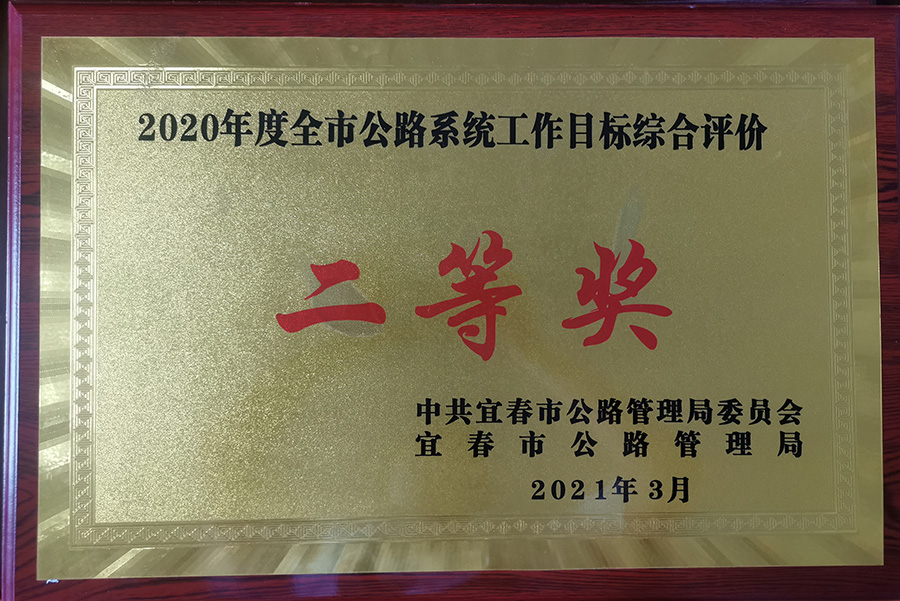 2020年度全市公路系统工作目标综合评价
二等奖
中共宜春市公路管理局委员会
宜春市公路管理局
2021年3月